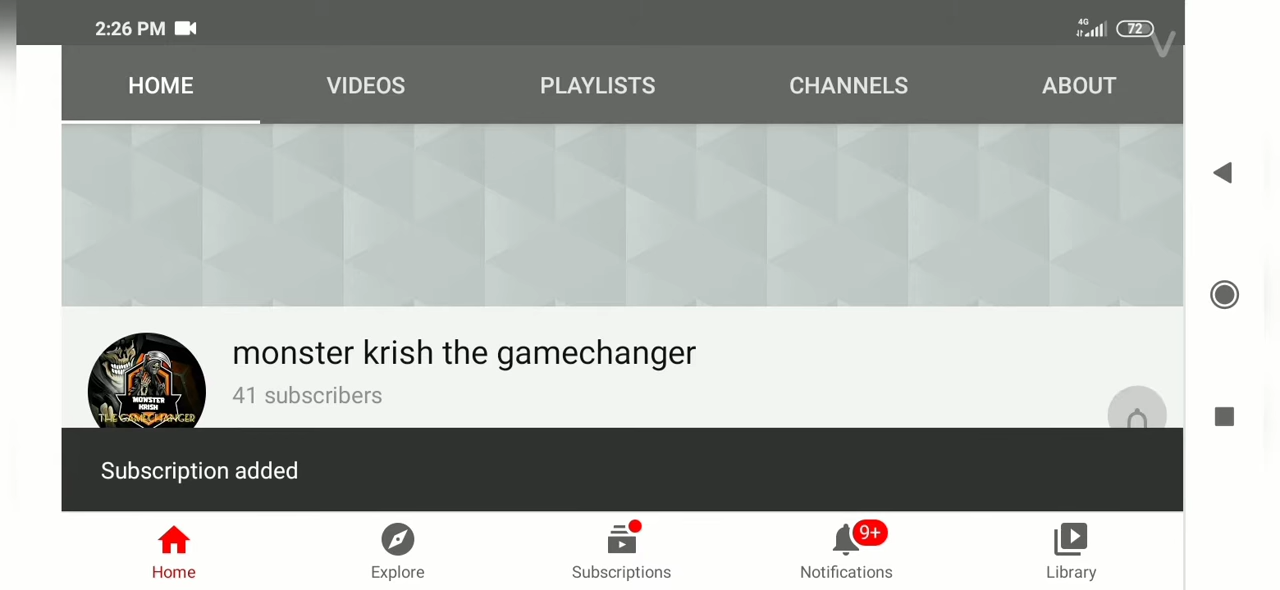 2:26 PM 4G 72
HOME VIDEOS PLAYLISTS CHANNELS ABOUT
monster krish the gamechanger
41 subscribers
MONSTER
KRISH
THE GAMECHANGER
Subscription added
9+
Home Explore Subscriptions Notifications Library